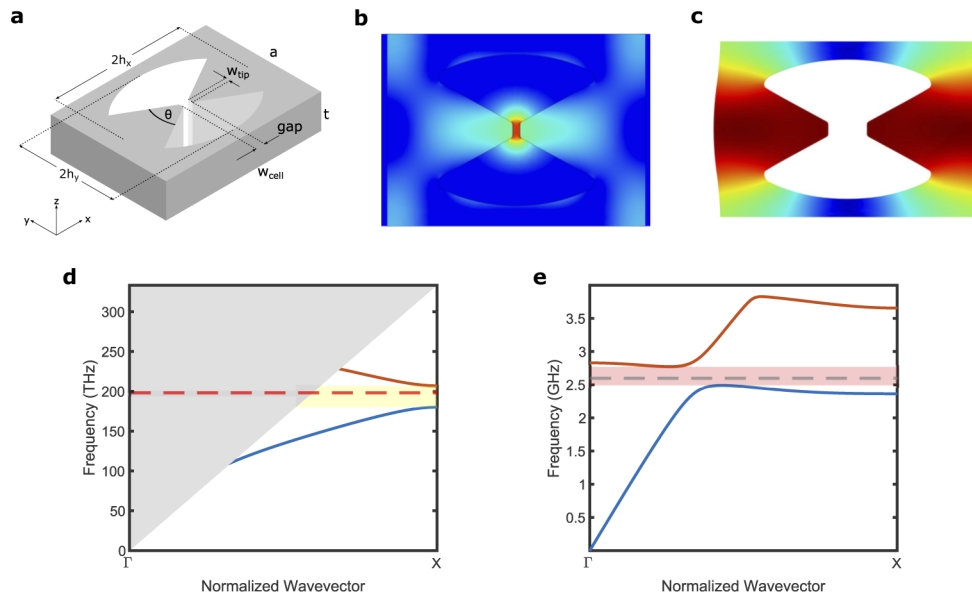 a
2hx
a
wtip
θ
t
gap
2hy
wcell
z
y
x
b
c
d
Frequency (THz)
300
250
200
150
100
50
0
Γ
X
Normalized Wavevector
e
Frequency (GHz)
3.5
3
2.5
2
1.5
1
0.5
Γ
X
Normalized Wavevector